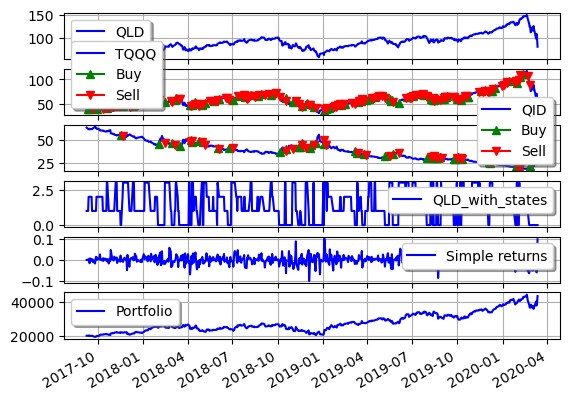 150
100
QLD
TQQQ
Buy
Sell
100
50
QID
Buy
Sell
50
25
2.5
0.0
QLD_with_states
0.1
0.0
−0.1
Simple returns
40000
20000
Portfolio
2017-10
2018-01
2018-04
2018-07
2018-10
2019-01
2019-04
2019-07
2019-10
2020-01
2020-04